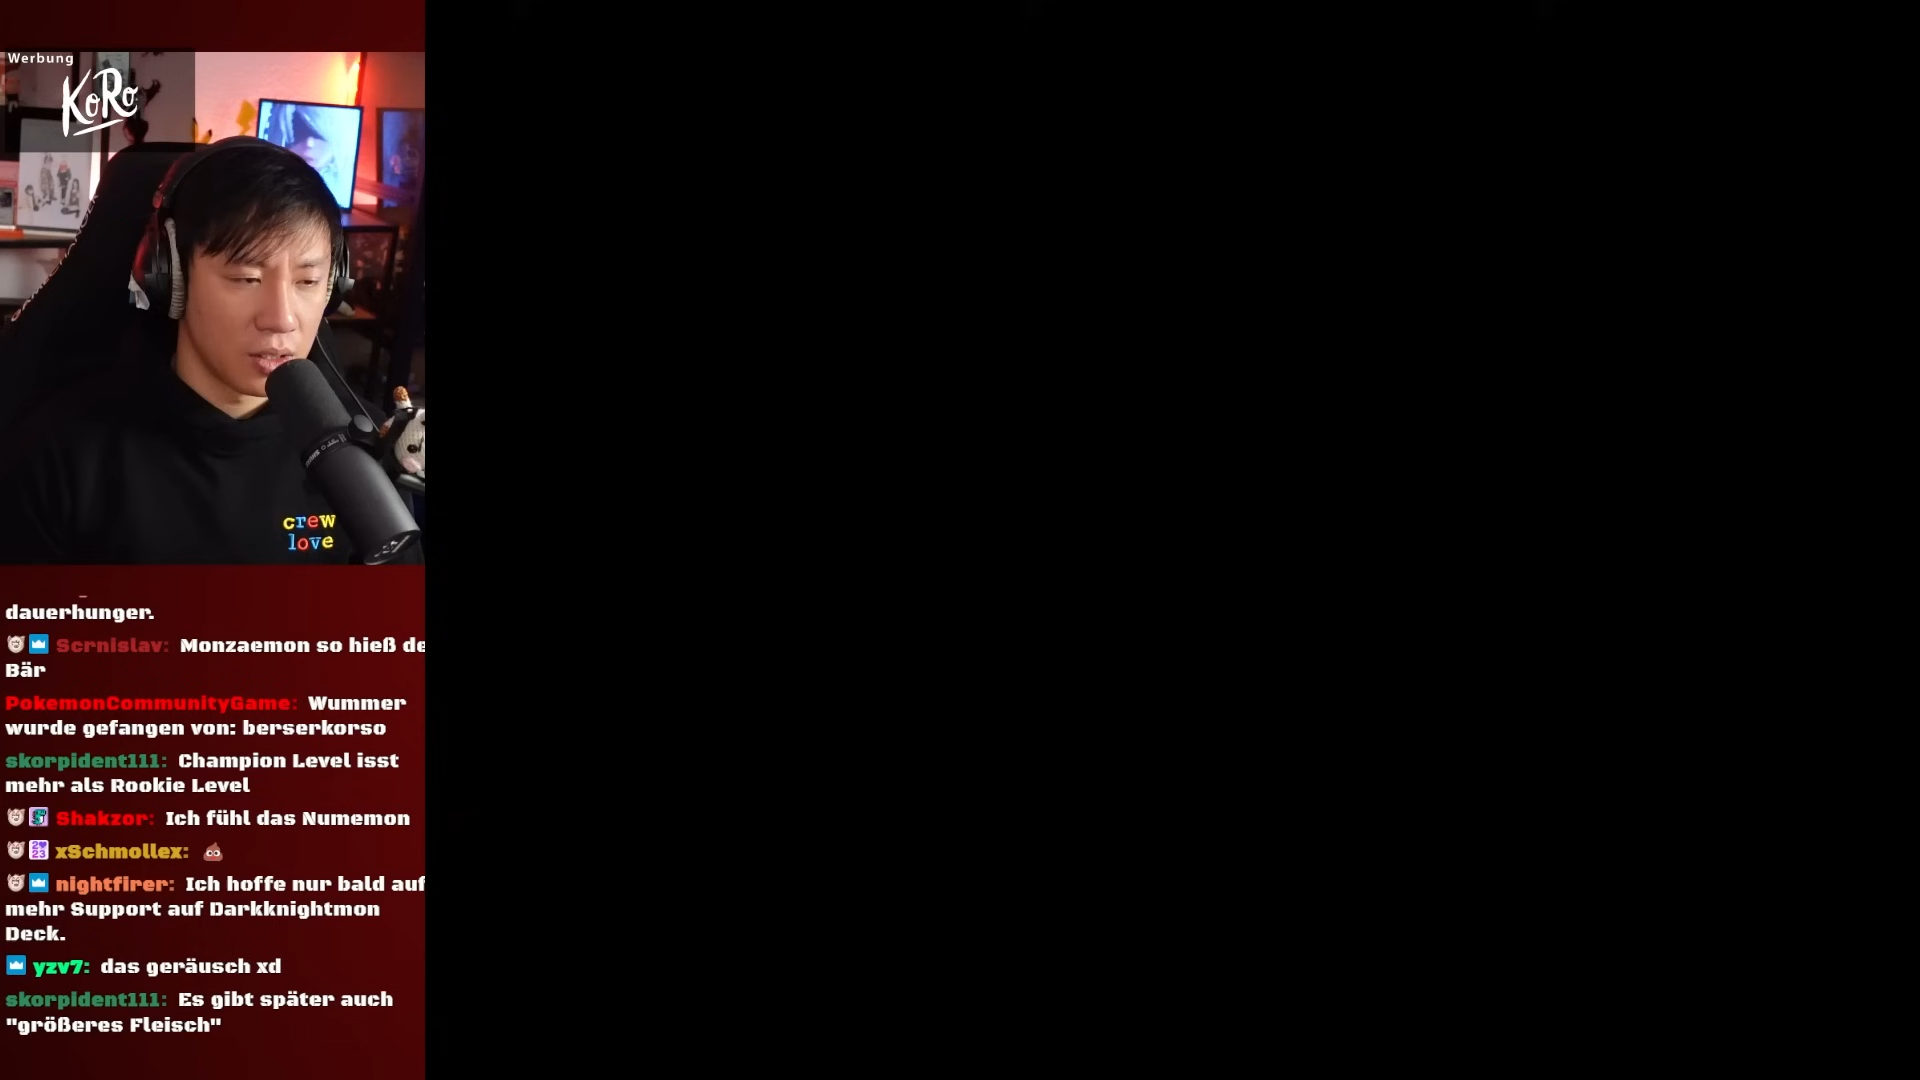 Werbung
KoRo
crew
love
dauerhunger.
Scrnislav: Monzaemon so hieß de
Bär
PokemonCommunityGame: Wummer
wurde gefangen von: berserkorso
skorpident111: Champion Level isst
mehr als Rookie Level
Shakzor: Ich fühl das Numemon
xSchmollex: 💩
nightfirer: Ich hoffe nur bald auf
mehr Support auf Darkknightmon
Deck.
yzv7: das geräusch xd
skorpident111: Es gibt später auch
"größeres Fleisch"